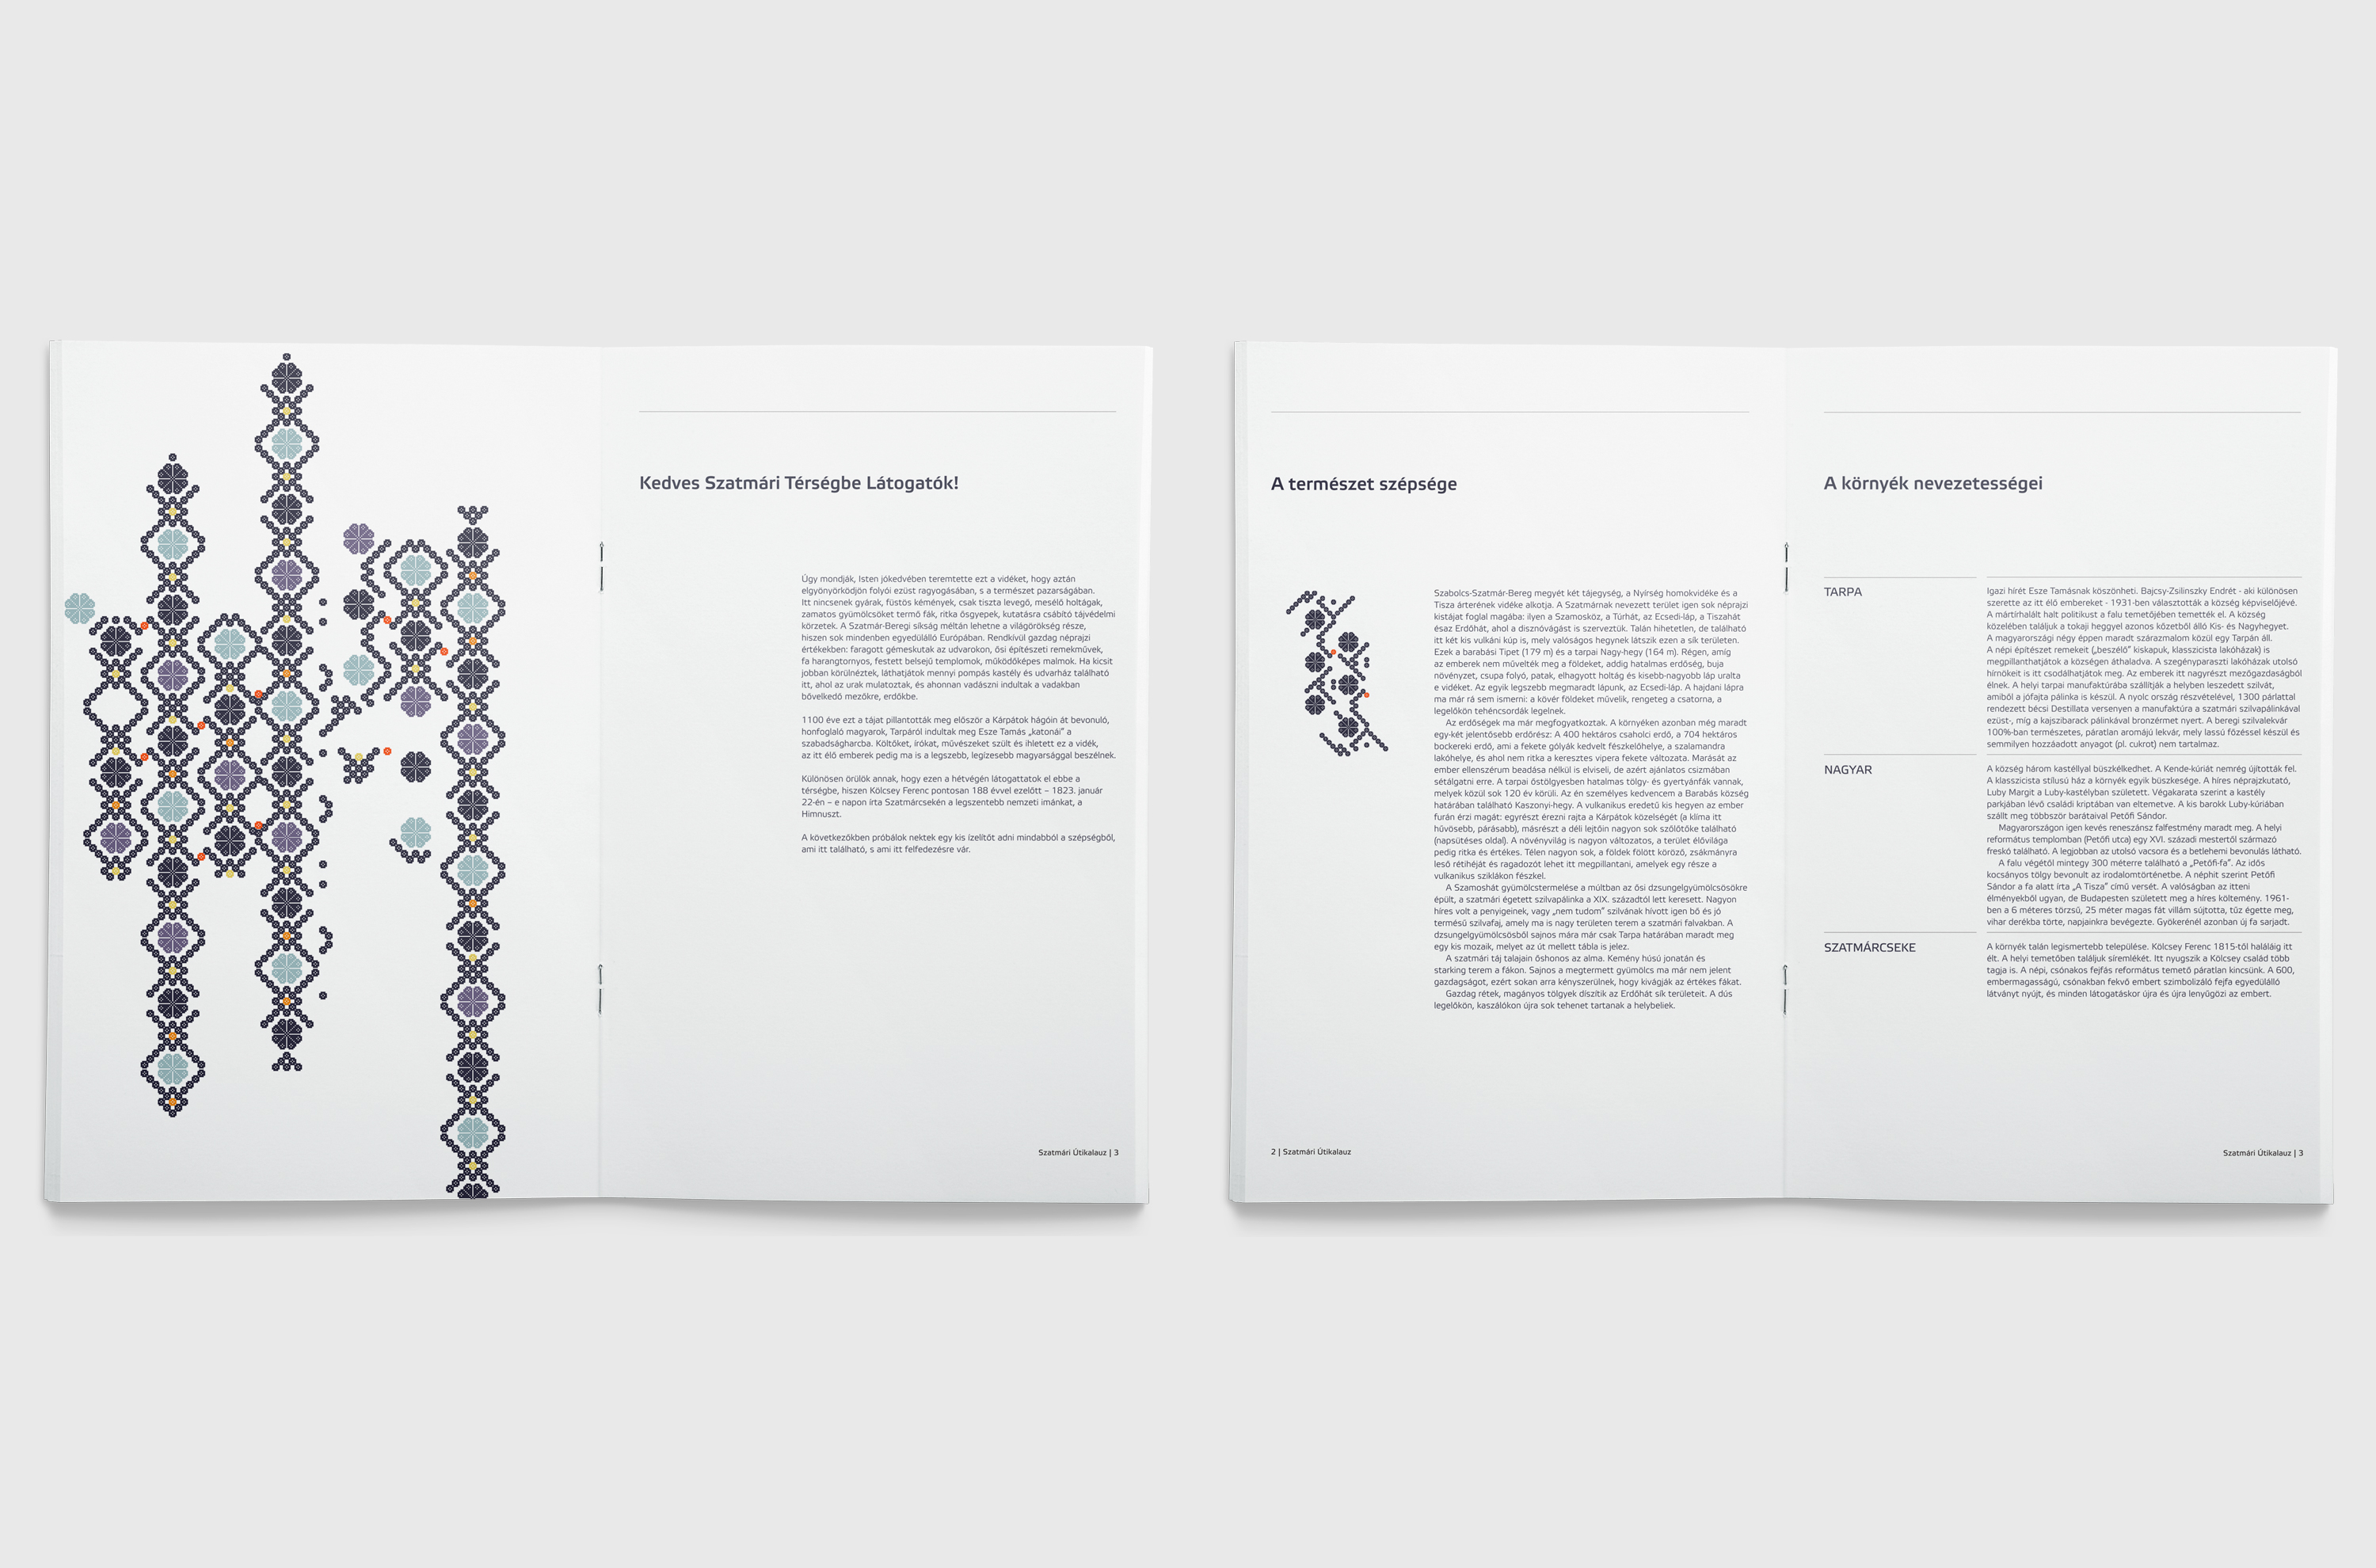 Kedves Szatmári Térségbe Látogatók!
Úgy mondják, Isten jókedvében teremtette ezt a vidéket, hogy aztán
elgyönyörködjön folyói ezüst ragyogásában, s a természet pazarságában.
Itt nincsenek gyárak, füstös kémények, csak tiszta levegő, mesélő holtágak,
zamatos gyümölcsöket termő fák, ritka ősgyepek, kutatásra csábító tájvédelmi
körzetek. A Szatmár-Beregi síkság méltán lehetne a világörökség része,
hiszen sok mindenben egyedülálló Európában. Rendkívül gazdag néprajzi
értékekben: faragott gémeskutak az udvarokon, ősi építészeti remekművek,
fa harangtornyos, festett belsejű templomok, működőképes malmok. Ha kicsit
jobban körülnéztek, láthatjátok mennyi pompás kastély és udvarház található
itt, ahol az urak mulatoztak, és ahonnan vadászni indultak a vadakban
bővelkedő mezőkre, erdőkbe.
1100 éve ezt a tájat pillantották meg először a Kárpátok hágóin át bevonuló,
honfoglaló magyarok, Tarpáról indultak meg Esze Tamás „katonái” a
szabadságharcba. Költőket, írókat, művészeket szült és ihletett ez a vidék,
az itt élő emberek pedig ma is a legszebb, legízesebb magyarsággal beszélnek.
Különösen örülök annak, hogy ezen a hétvégén látogattatok el ebbe a
térségbe, hiszen Kölcsey Ferenc pontosan 188 évvel ezelőtt – 1823. január
22-én – e napon írta Szatmárcsekén a legszentebb nemzeti imánkat, a
Himnuszt.
A következőkben próbálok nektek egy kis ízelítőt adni mindabból a szépségből,
ami itt található, s ami itt felfedezésre vár.
Szatmári Útikalauz | 3
A természet szépsége
Szabolcs-Szatmár-Bereg megyét két tájegység, a Nyírség homokvidéke és a
Tisza árterének vidéke alkotja. A Szatmárnak nevezett terület igen sok néprajzi
kistájat foglal magába: ilyen a Szamosköz, a Túrhát, az Ecsedi-láp, a Tiszahát
ésaz Erdőhát, ahol a disznóvágást is szerveztük. Talán hihetetlen, de található
itt két kis vulkáni kúp is, mely valóságos hegynek látszik ezen a sík területen.
Ezek a barabási Tipet (179 m) és a tarpai Nagy-hegy (164 m). Régen, amíg
az emberek nem művelték meg a földeket, addig hatalmas erdőség, buja
növényzet, csupa folyó, patak, elhagyott holtág és kisebb-nagyobb láp uralta
e vidéket. Az egyik legszebb megmaradt lápunk, az Ecsedi-láp. A hajdani lápra
ma már rá sem ismerni: a kövér földeket művelik, rengeteg a csatorna, a
legelőkön tehéncsordák legelnek.
Az erdőségek ma már megfogyatkoztak. A környéken azonban még maradt
egy-két jelentősebb erdőrész: A 400 hektáros csaholci erdő, a 704 hektáros
bockereki erdő, ami a fekete gólyák kedvelt fészkelőhelye, a szalamandra
lakóhelye, és ahol nem ritka a keresztes vipera fekete változata. Marását az
ember ellenszérum beadása nélkül is elviseli, de azért ajánlatos csizmában
sétálgatni erre. A tarpai őstölgyesben hatalmas tölgy- és gyertyánfák vannak,
melyek közül sok 120 év körüli. Az én személyes kedvencem a Barabás község
határában található Kaszonyi-hegy. A vulkanikus eredetű kis hegyen az ember
furán érzi magát: egyrészt érezni rajta a Kárpátok közelségét (a klíma itt
hűvösebb, párásabb), másrészt a déli lejtőin nagyon sok szőlőtőke található
(napsütéses oldal). A növényvilág is nagyon változatos, a terület élővilága
pedig ritka és értékes. Télen nagyon sok, a földek fölött köröző, zsákmányra
leső rétihéját és ragadozót lehet itt megpillantani, amelyek egy része a
vulkanikus sziklákon fészkel.
A Szamoshát gyümölcstermelése a múltban az ősi dzsungelgyümölcsösökre
épült, a szatmári égetett szilvapálinka a XIX. századtól lett keresett. Nagyon
híres volt a penyigeinek, vagy „nem tudom” szilvának hívott igen bő és jó
termésű szilvafaj, amely ma is nagy területen terem a szatmári falvakban. A
dzsungelgyümölcsösből sajnos mára már csak Tarpa határában maradt meg
egy kis mozaik, melyet az út mellett tábla is jelez.
A szatmári táj talajain őshonos az alma. Kemény húsú jonatán és
starking terem a fákon. Sajnos a megtermett gyümölcs ma már nem jelent
gazdagságot, ezért sokan arra kényszerülnek, hogy kivágják az értékes fákat.
Gazdag rétek, magányos tölgyek díszítik az Erdőhát sík területeit. A dús
legelőkön, kaszálókon újra sok tehenet tartanak a helybeliek.
2 | Szatmári Útikalauz
A környék nevezetességei
TARPA
Igazi hírét Esze Tamásnak köszönheti. Bajcsy-Zsilinszky Endrét - aki különösen
szerette az itt élő embereket - 1931-ben választották a község képviselőjévé.
A mártírhalált halt politikust a falu temetőjében temették el. A község
közelében találjuk a tokaji heggyel azonos kőzetből álló Kis- és Nagyhegyet.
A magyarországi négy éppen maradt szárazmalom közül egy Tarpán áll.
A népi építészet remekeit („beszélő” kiskapuk, klasszicista lakóházak) is
megpillanthatjátok a községen áthaladva. A szegényparaszti lakóházak utolsó
hírnökeit is itt csodálhatjátok meg. Az emberek itt nagyrészt mezőgazdaságból
élnek. A helyi tarpai manufaktúrába szállítják a helyben leszedett szilvát,
amiből a jófajta pálinka is készül. A nyolc ország részvételével, 1300 párlattal
rendezett bécsi Destillata versenyen a manufaktúra a szatmári szilvapálinkával
ezüst-, míg a kajszibarack pálinkával bronzérmet nyert. A beregi szilvalekvár
100%-ban természetes, páratlan aromájú lekvár, mely lassú főzéssel készül és
semmilyen hozzáadott anyagot (pl. cukrot) nem tartalmaz.
NAGYAR
A község három kastéllyal büszkélkedhet. A Kende-kúriát nemrég újították fel.
A klasszicista stílusú ház a környék egyik büszkesége. A híres néprajzkutató,
Luby Margit a Luby-kastélyban született. Végakarata szerint a kastély
parkjában lévő családi kriptában van eltemetve. A kis barokk Luby-kúriában
szállt meg többször barátaival Petőfi Sándor.
Magyarországon igen kevés reneszánsz falfestmény maradt meg. A helyi
református templomban (Petőfi utca) egy XVI. századi mestertől származó
freskó található. A legjobban az utolsó vacsora és a betlehemi bevonulás látható.
A falu végétől mintegy 300 méterre található a „Petőfi-fa”. Az idős
kocsányos tölgy bevonult az irodalomtörténetbe. A néphit szerint Petőfi
Sándor a fa alatt írta „A Tisza” című versét. A valóságban az itteni
élményekből ugyan, de Budapesten született meg a híres költemény. 1961-
ben a 6 méteres törzsű, 25 méter magas fát villám sújtotta, tűz égette meg,
vihar derékba törte, napjainkra bevégezte. Gyökerénél azonban új fa sarjadt.
SZATMÁRCSEKE
A környék talán legismertebb települése. Kölcsey Ferenc 1815-től haláláig itt
élt. A helyi temetőben találjuk síremlékét. Itt nyugszik a Kölcsey család több
tagja is. A népi, csónakos fejfás református temető páratlan kincsünk. A 600,
embermagasságú, csónakban fekvő embert szimbolizáló fejfa egyedülálló
látványt nyújt, és minden látogatáskor újra és újra lenyűgözi az embert.
Szatmári Útikalauz | 3